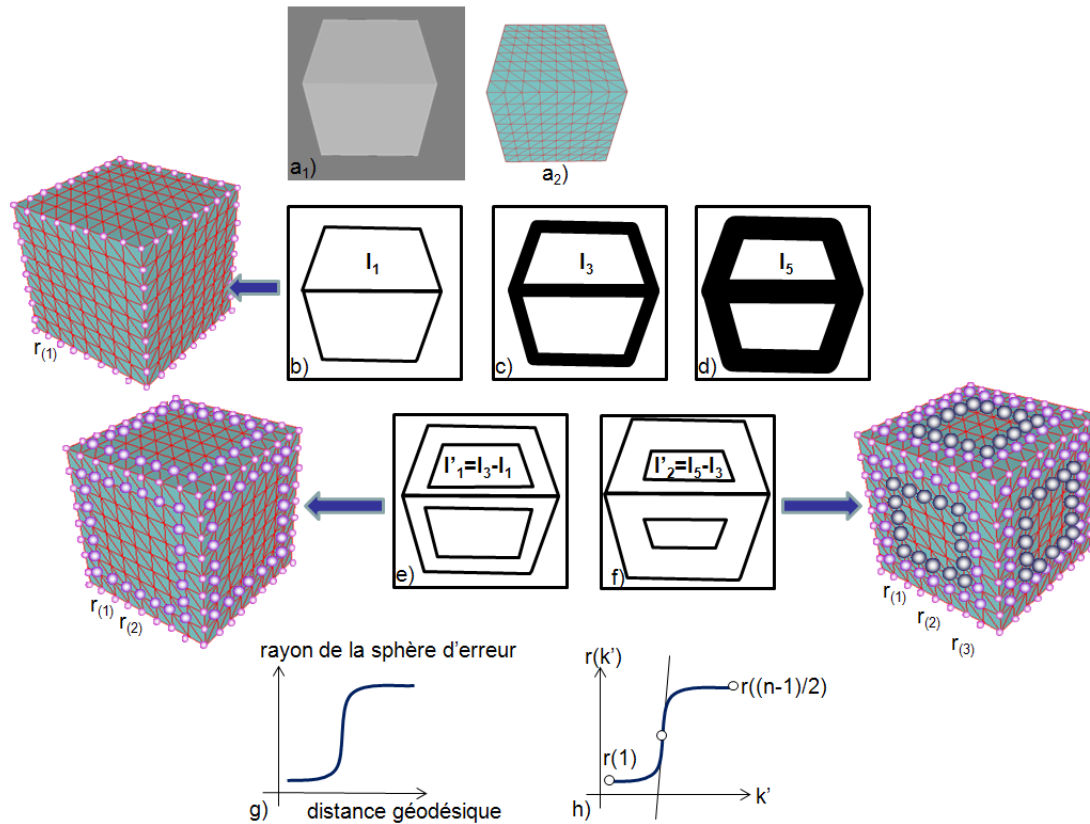 a1)
a2)
I1
I3
I5
r(1)
b)
c)
d)
I'1=I3-I1
I'2=I5-I3
e)
f)
r(1)
r(2)
r(1)
r(2)
r(3)
rayon de la sphère d'erreur
r(k')
r((n-1)/2)
r(1)
g)
distance géodésique
h)
k'